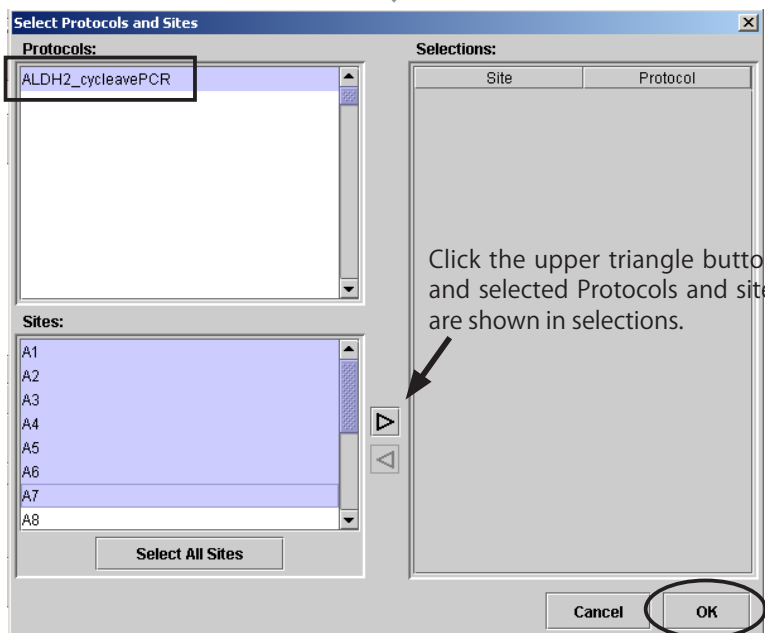 Select Protocols and Sites
Protocols:
ALDH2_cycleavePCR
Sites:
A1
A2
A3
A4
A5
A6
A7
A8
Select All Sites
Selections:
Site Protocol
Click the upper triangle butto
and selected Protocols and site
are shown in selections.
Cancel OK